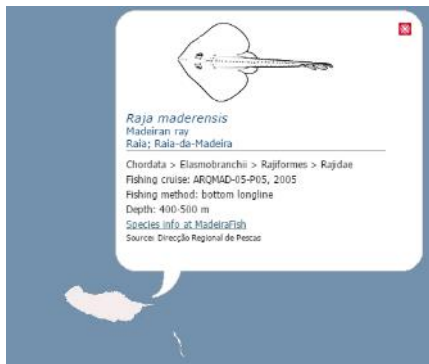 Raja maderensis
Madeiran ray
Raia; Raia-da-Madeira
Chordata > Elasmobranchii > Rajiformes > Rajidae
Fishing cruise: ARQMAD-05-P05, 2005
Fishing method: bottom longline
Depth: 400-500 m
Species info at MadeiraFish
Source: Direcção Regional de Pescas